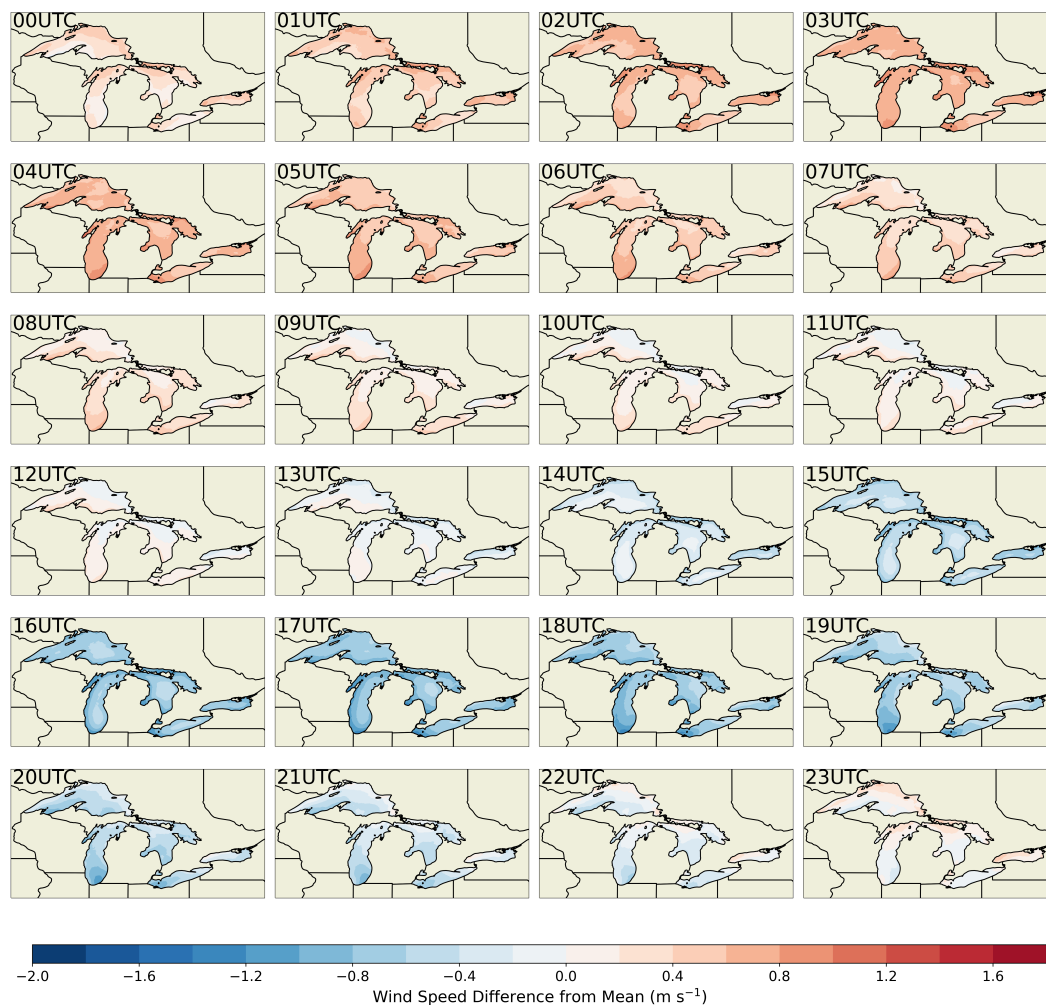 00UTC 01UTC 02UTC 03UTC
04UTC 05UTC 06UTC 07UTC
08UTC 09UTC 10UTC 11UTC
12UTC 13UTC 14UTC 15UTC
16UTC 17UTC 18UTC 19UTC
20UTC 21UTC 22UTC 23UTC
−2.0 −1.6 −1.2 −0.8 −0.4 0.0 0.4 0.8 1.2 1.6
Wind Speed Difference from Mean (m s⁻¹)